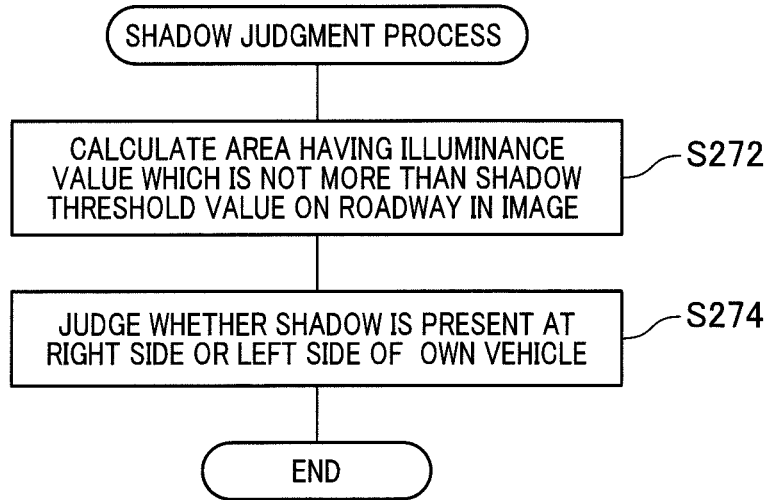 SHADOW JUDGMENT PROCESS
CALCULATE AREA HAVING ILLUMINANCE
VALUE WHICH IS NOT MORE THAN SHADOW
THRESHOLD VALUE ON ROADWAY IN IMAGE
S272
JUDGE WHETHER SHADOW IS PRESENT AT
RIGHT SIDE OR LEFT SIDE OF OWN VEHICLE
S274
END